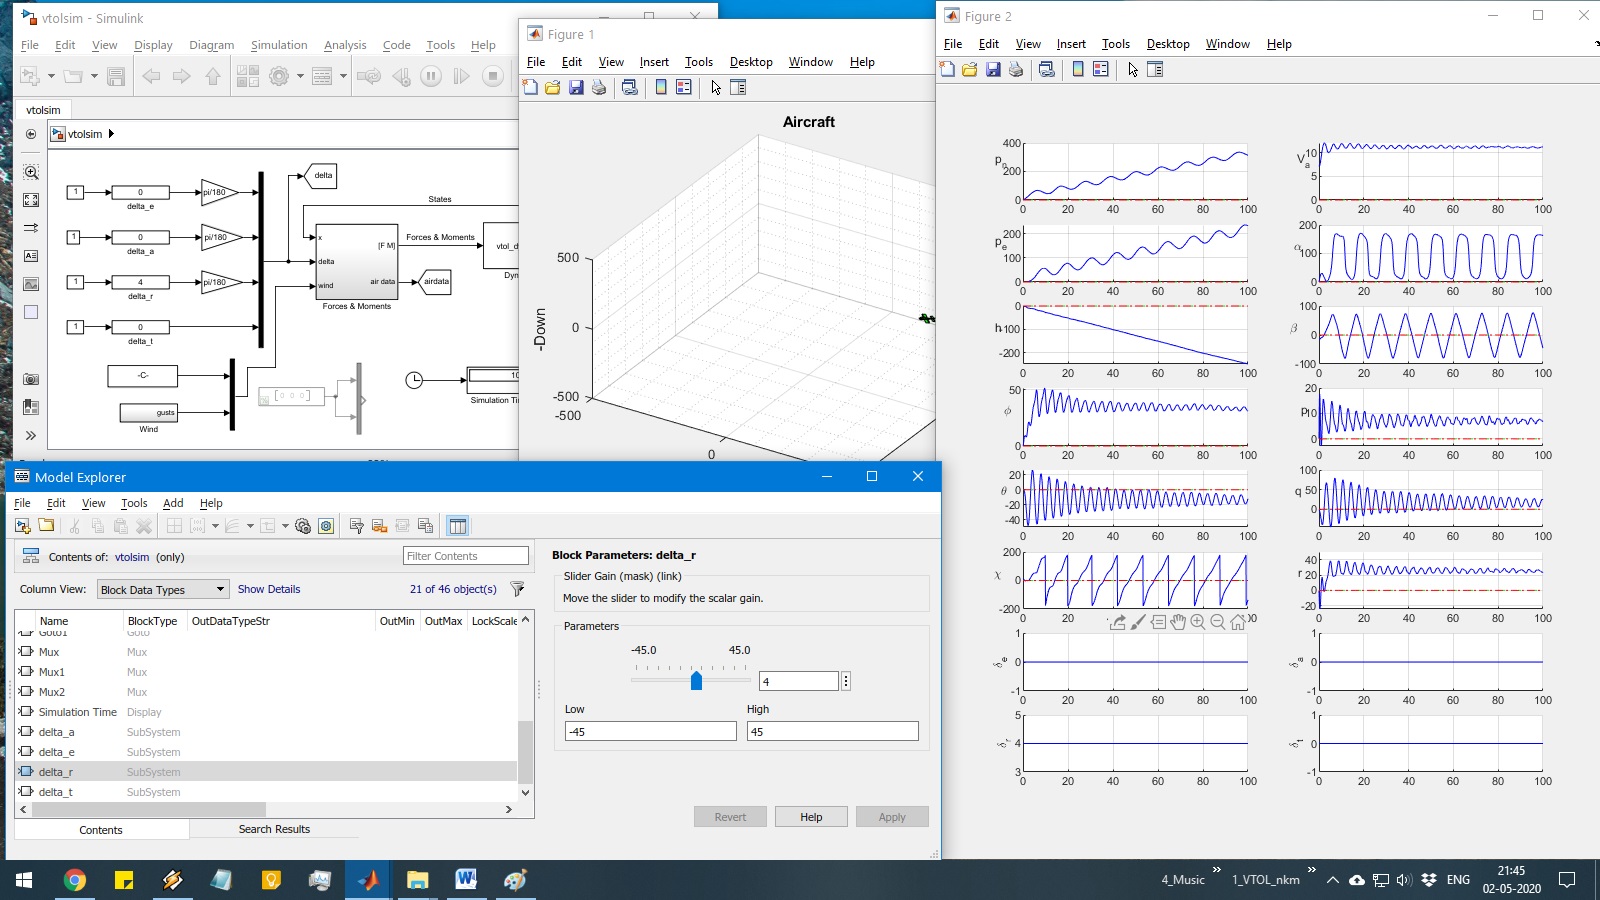 vtolsim - Simulink
File Edit View Display Diagram Simulation Analysis Code Tools Help
vtolsim
vtolsim
1 0 pi/180
delta_e
1 0 pi/180
delta_a
1 4 pi/180
delta_r
1 0
delta_t
-C-
gusts
Wind
[0 0 0]
delta
States
x
delta
wind
[F M]
air data
Forces & Moments
Forces & Moments
vtol_d
Dyn
airdata
10
Simulation Tin
Figure 1
File Edit View Insert Tools Desktop Window Help
Aircraft
-Down
500
0
-500
-500
0
Figure 2
File Edit View Insert Tools Desktop Window Help
p_n
400
200
0
0 20 40 60 80 100
V_a
10
5
0
0 20 40 60 80 100
p_e
200
100
0
0 20 40 60 80 100
α
200
100
0
0 20 40 60 80 100
h
0
-100
-200
0 20 40 60 80 100
β
100
0
-100
0 20 40 60 80 100
ϕ
50
0
0 20 40 60 80 100
p
20
10
0
0 20 40 60 80 100
θ
20
0
-20
-40
0 20 40 60 80 100
q
100
50
0
0 20 40 60 80 100
χ
200
0
-200
r
40
20
0
-20
0 20 40 60 80 100
δ_e
1
0
-1
0 20 40 60 80 100
δ_a
1
0
-1
0 20 40 60 80 100
δ_r
5
4
3
0 20 40 60 80 100
δ_t
1
0
-1
0 20 40 60 80 100
Model Explorer
File Edit View Tools Add Help
Contents of: vtolsim (only)
Filter Contents
Column View: Block Data Types Show Details 21 of 46 object(s)
Name BlockType OutDataTypeStr OutMin OutMax LockScale
Goto1 Goto
Mux Mux
Mux1 Mux
Mux2 Mux
Simulation Time Display
delta_a SubSystem
delta_e SubSystem
delta_r SubSystem
delta_t SubSystem
Contents Search Results
Block Parameters: delta_r
Slider Gain (mask) (link)
Move the slider to modify the scalar gain.
Parameters
-45.0 45.0
4
Low High
-45 45
Revert Help Apply
4_Music » 1_VTOL_nkm » ENG
21:45
02-05-2020